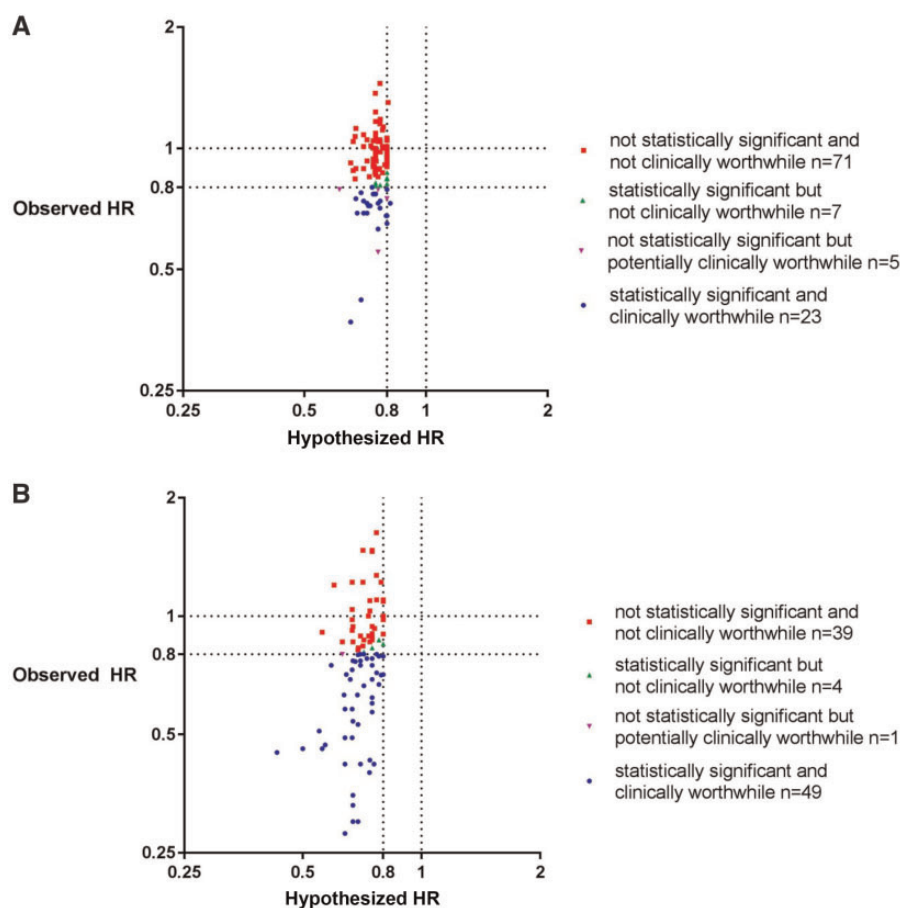 A
2
1
0.8
0.5
0.25
Observed HR
0.25
0.5
0.8
1
2
Hypothesized HR
not statistically significant and
not clinically worthwhile n=71
statistically significant but
not clinically worthwhile n=7
not statistically significant but
potentially clinically worthwhile n=5
statistically significant and
clinically worthwhile n=23
B
2
1
0.8
0.5
0.25
Observed HR
0.25
0.5
0.8
1
2
Hypothesized HR
not statistically significant and
not clinically worthwhile n=39
statistically significant but
not clinically worthwhile n=4
not statistically significant but
potentially clinically worthwhile n=1
statistically significant and
clinically worthwhile n=49